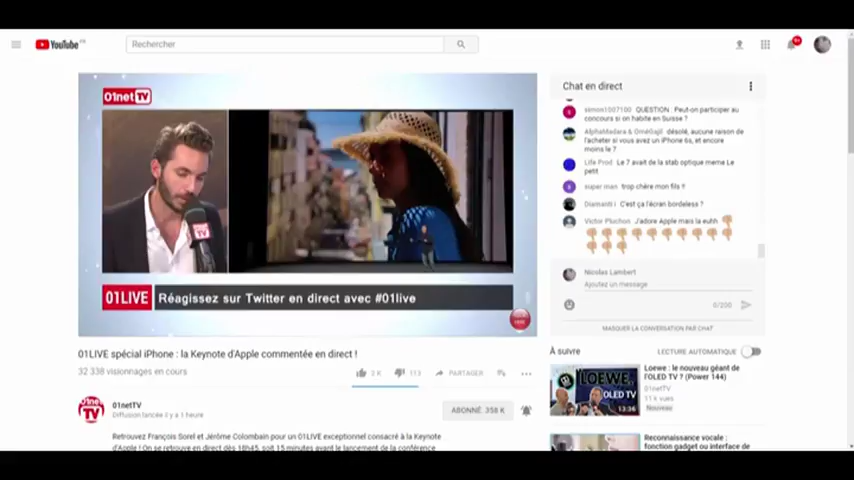 YouTube FR
Rechercher
9+
01net TV
01net TV
01LIVE
Réagissez sur Twitter en direct avec #01live
01LIVE spécial iPhone : la Keynote d'Apple commentée en direct !
32 338 visionnages en cours
2 K
113
PARTAGER
01netTV
Diffusion lancée il y a 1 heure
ABONNÉ 358 K
Retrouvez François Sorel et Jérôme Colombain pour un 01LIVE exceptionnel consacré à la Keynote
d'Apple ! On se retrouve en direct dès 18h45, soit 15 minutes avant le lancement de la conférence
Chat en direct
simon1007100 QUESTION : Peut-on participer au
concours si on habite en Suisse ?
désolé, aucune raison de
l'acheter si vous avez un iPhone 6s, et encore
moins le 7
Life Prod Le 7 avait de la stab optique meme Le
petit
super man trop chère mon fils !!
Diamanti i C'est ça l'écran bordeless ?
Victor Pluchon J'adore Apple mais la euhh
Nicolas Lambert
Ajoutez un message
0/200
MASQUER LA CONVERSATION PAR CHAT
À suivre
LECTURE AUTOMATIQUE
LOEWE.
OLED TV
13:36
Loewe : le nouveau géant de
l'OLED TV ? (Power 144)
01netTV
11 k vues
Nouveau
Reconnaissance vocale :
fonction gadget ou interface de